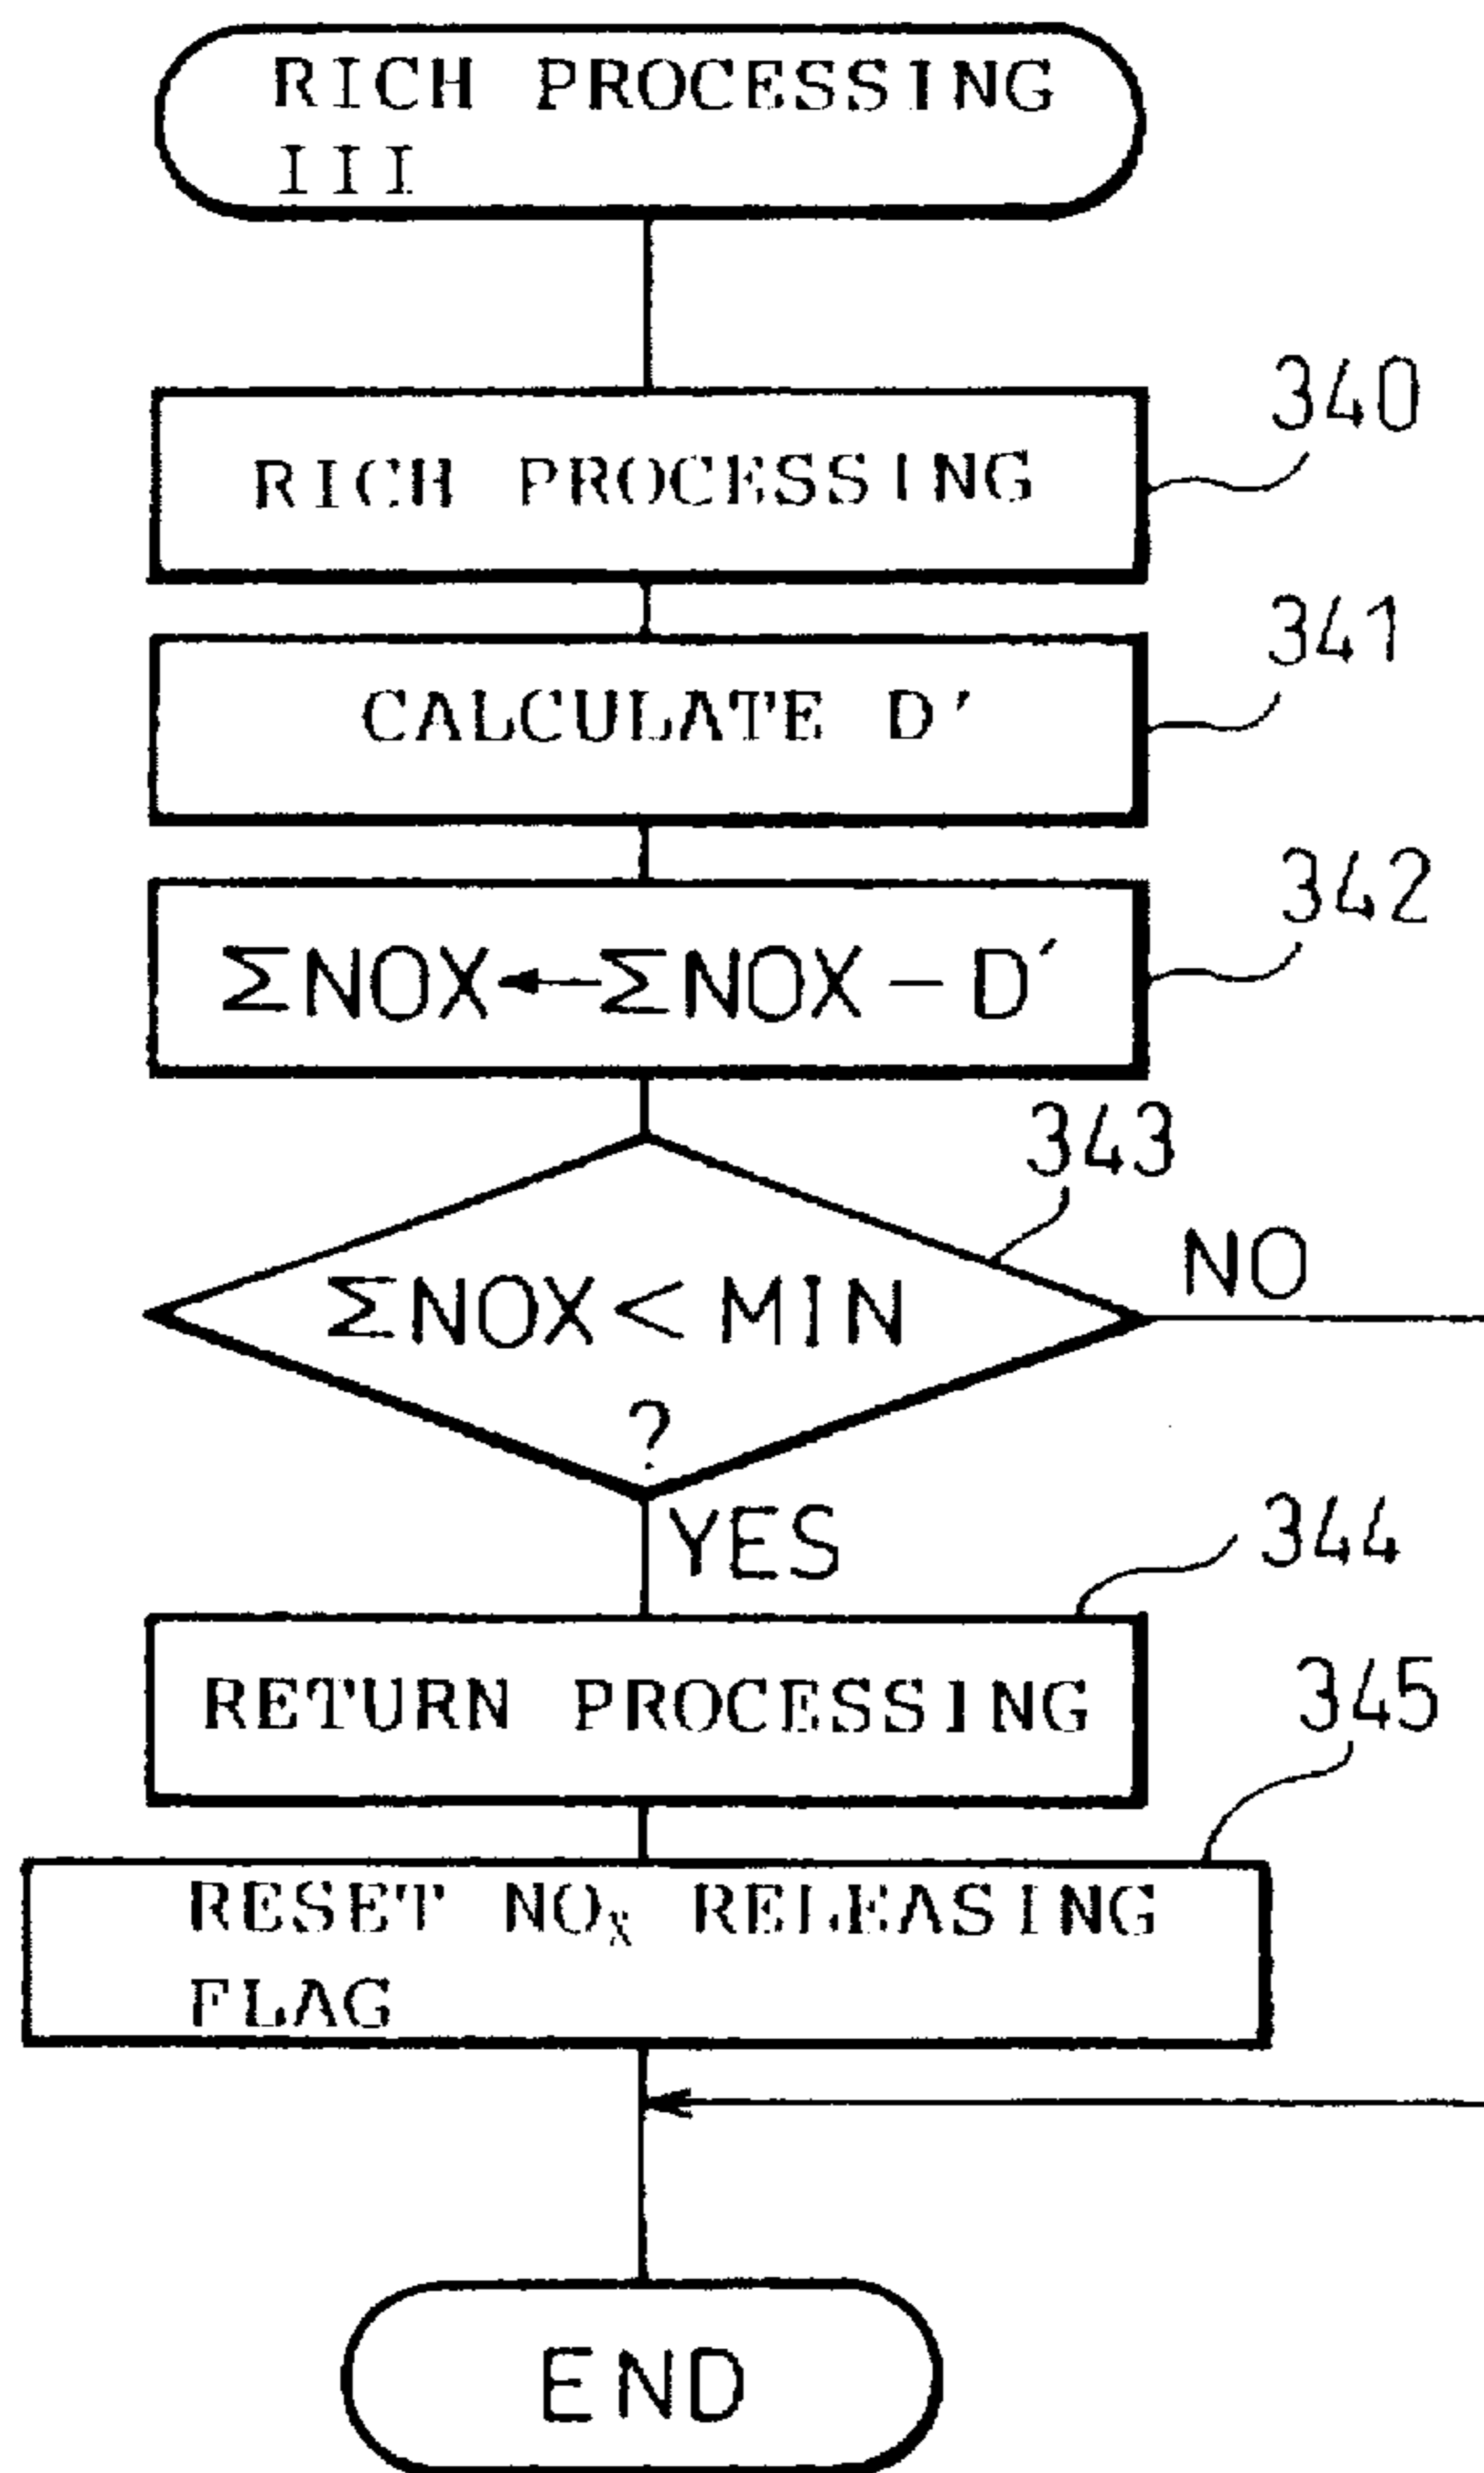 RICH PROCESSING
III
340
RICH PROCESSING
341
CALCULATE D'
342
ΣNOX←ΣNOX－D'
343
NO
ΣNOX<MIN
?
YES
344
RETURN PROCESSING
345
RESET NOx RELEASING
FLAG
END